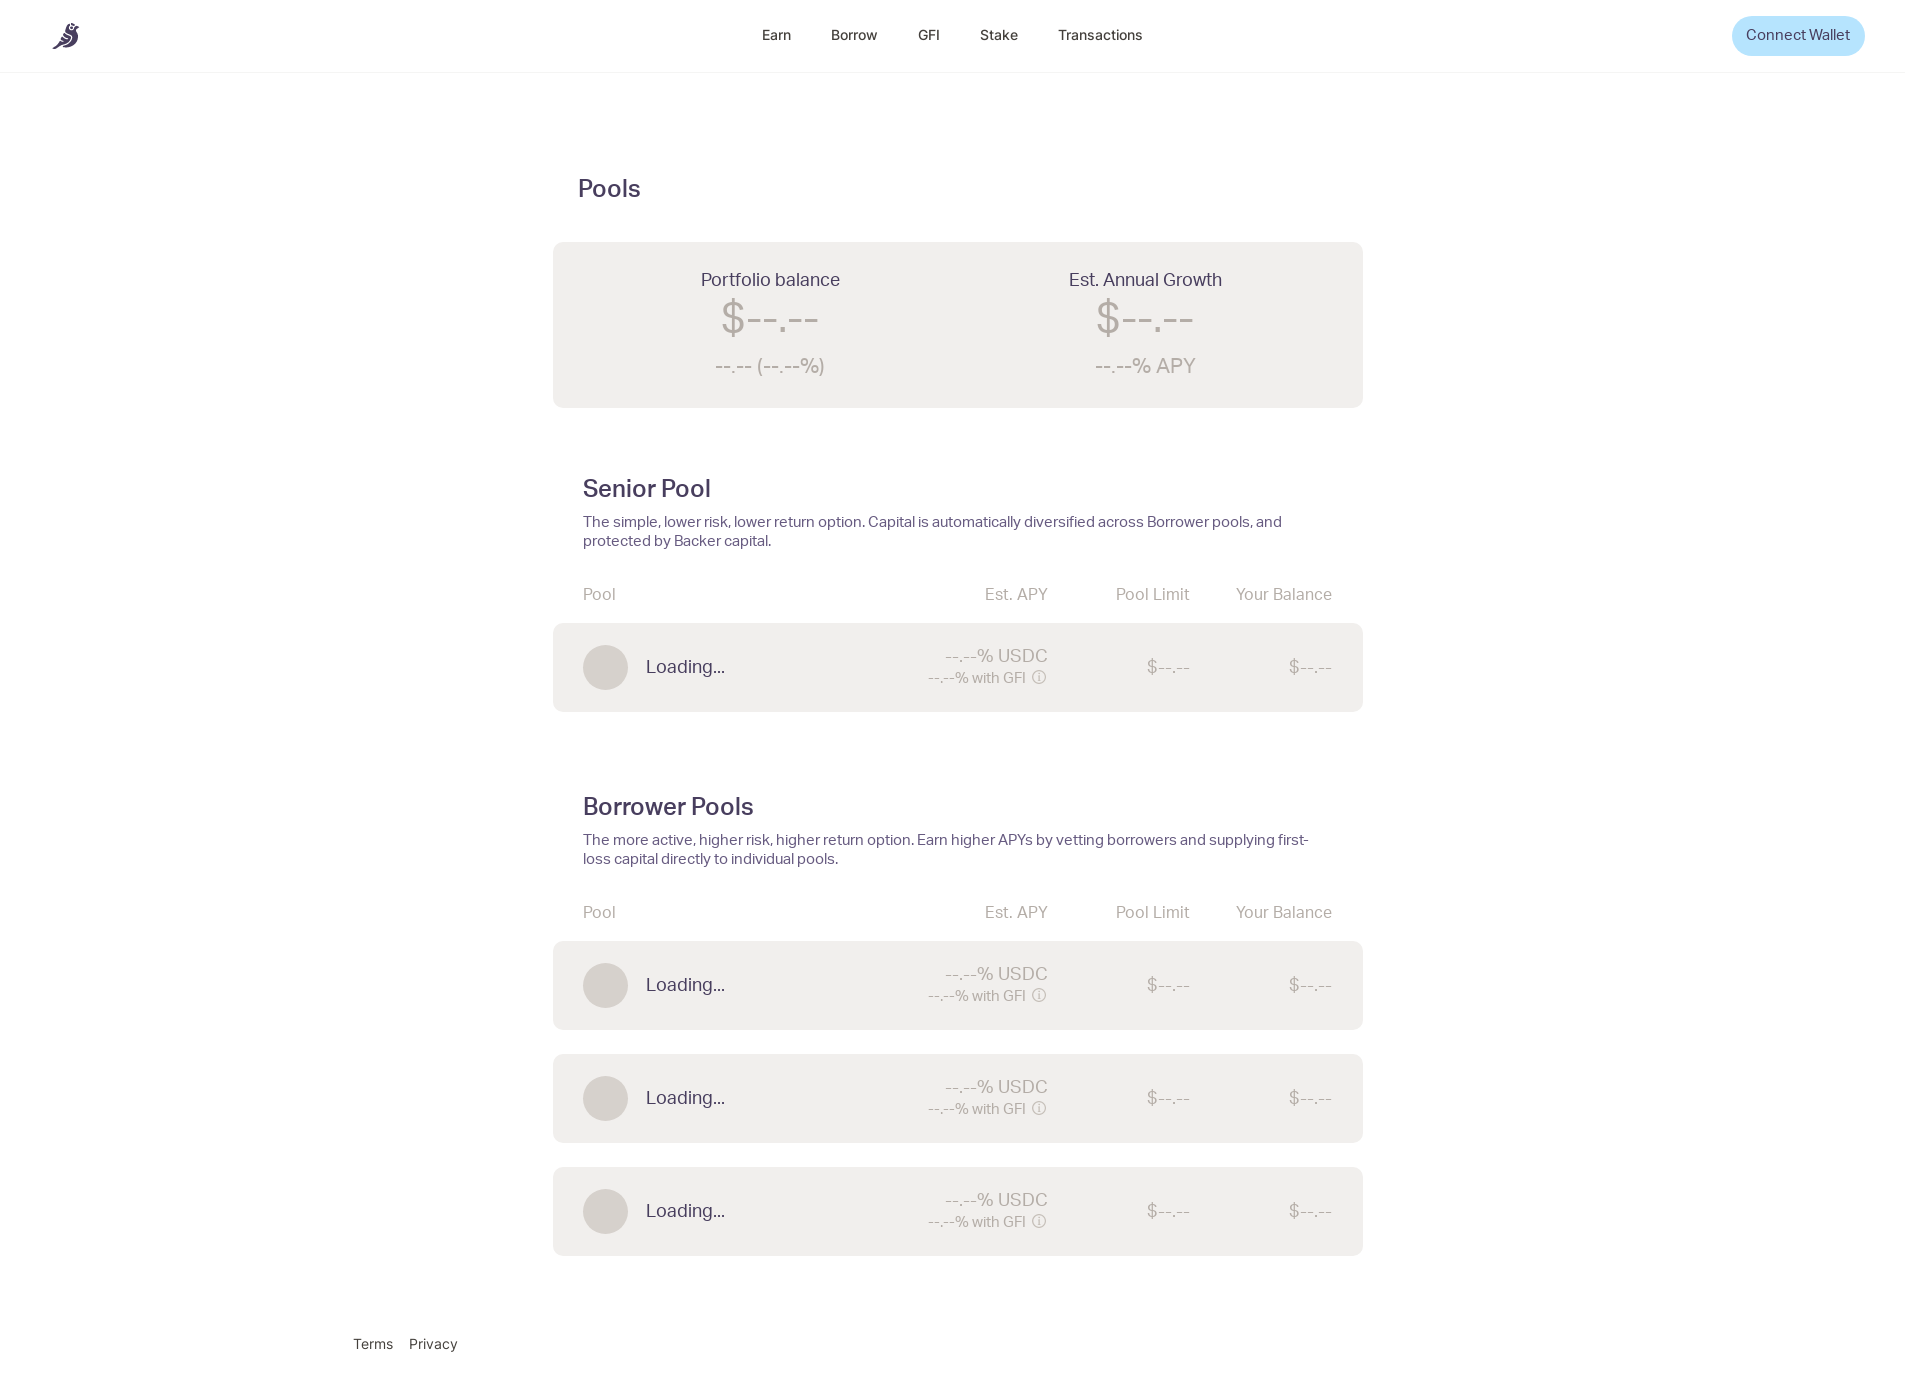 Earn Borrow GFI Stake Transactions Connect Wallet
Pools
Portfolio balance Est. Annual Growth
$--.-- $--.--
--.-- (--.--%) --.--% APY
Senior Pool
The simple, lower risk, lower return option. Capital is automatically diversified across Borrower pools, and
protected by Backer capital.
Pool Est. APY Pool Limit Your Balance
Loading... --.--% USDC $--.-- $--.--
--.--% with GFI
Borrower Pools
The more active, higher risk, higher return option. Earn higher APYs by vetting borrowers and supplying first-
loss capital directly to individual pools.
Pool Est. APY Pool Limit Your Balance
Loading... --.--% USDC $--.-- $--.--
--.--% with GFI
Loading... --.--% USDC $--.-- $--.--
--.--% with GFI
Loading... --.--% USDC $--.-- $--.--
--.--% with GFI
Terms Privacy